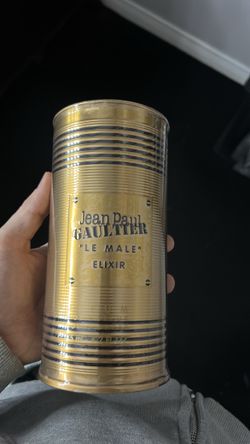 Jean Paul
GAULTIER
"LE MALE"
ELIXIR